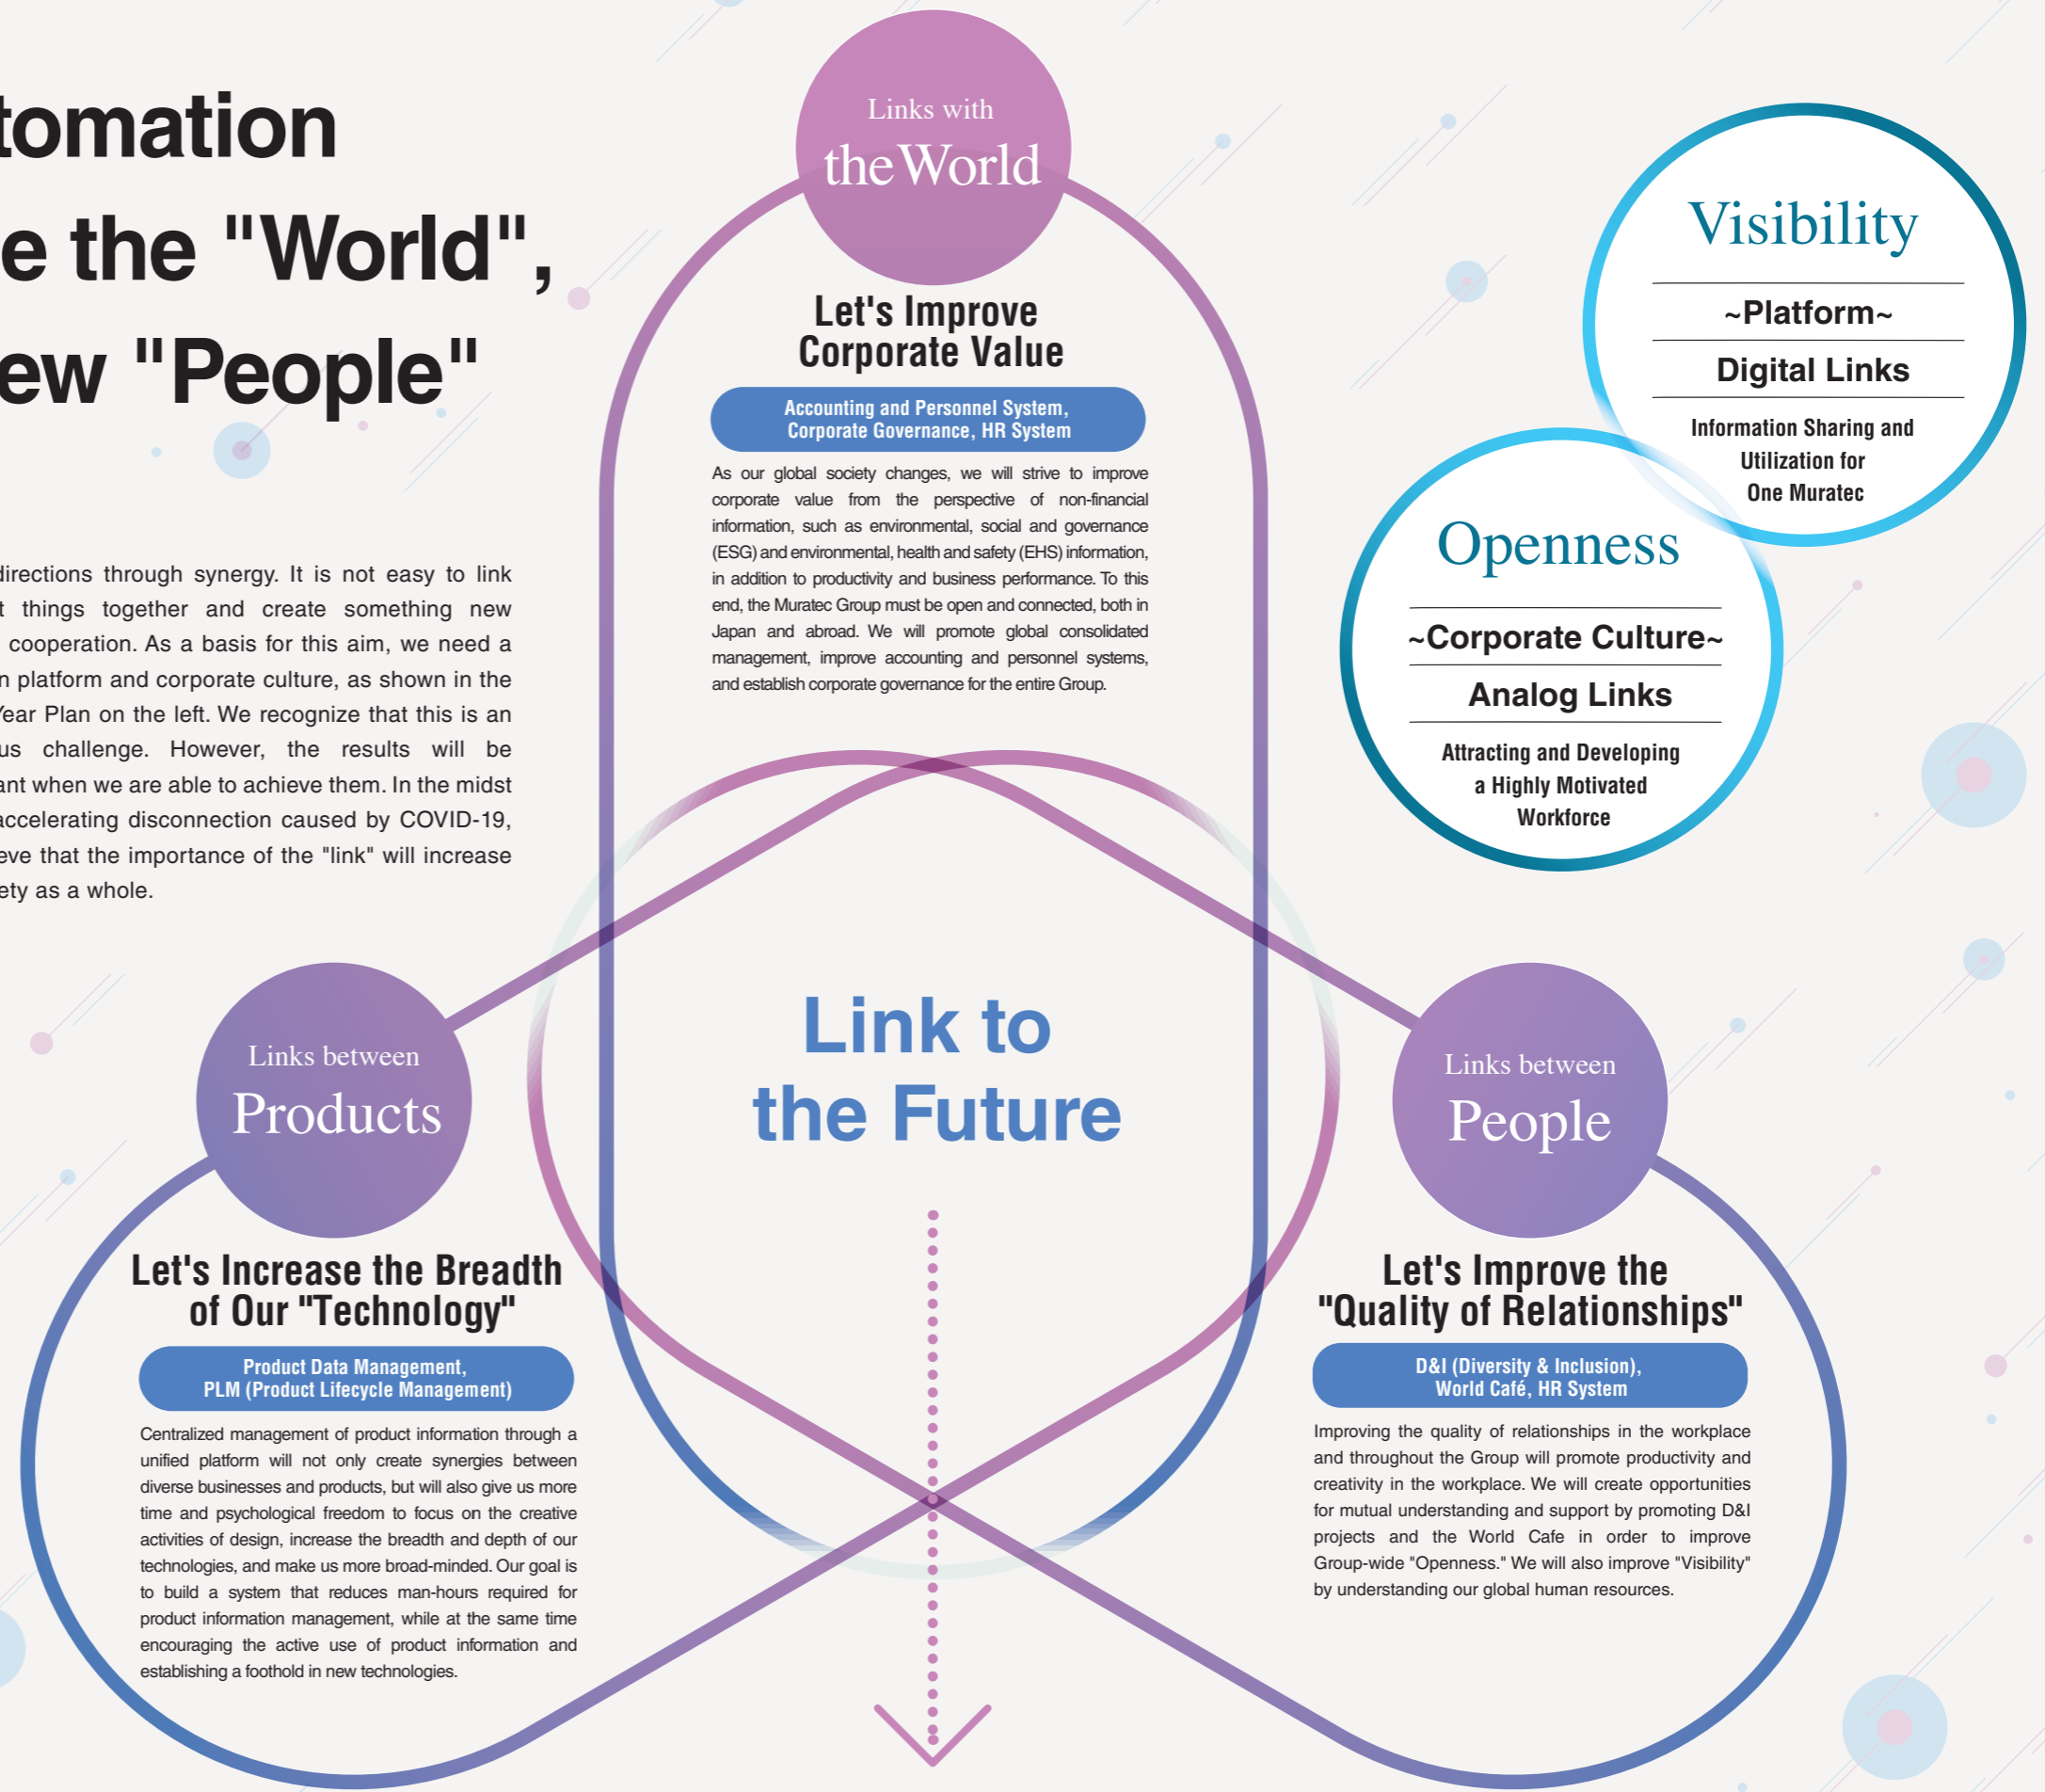 tomation
e the "World",
ew "People"
directions through synergy. It is not easy to link
t things together and create something new
cooperation. As a basis for this aim, we need a
n platform and corporate culture, as shown in the
Year Plan on the left. We recognize that this is an
us challenge. However, the results will be
ant when we are able to achieve them. In the midst
accelerating disconnection caused by COVID-19,
eve that the importance of the "link" will increase
ety as a whole.
Links with
the World
Let's Improve
Corporate Value
Accounting and Personnel System,
Corporate Governance, HR System
As our global society changes, we will strive to improve
corporate value from the perspective of non-financial
information, such as environmental, social and governance
(ESG) and environmental, health and safety (EHS) information,
in addition to productivity and business performance. To this
end, the Muratec Group must be open and connected, both in
Japan and abroad. We will promote global consolidated
management, improve accounting and personnel systems,
and establish corporate governance for the entire Group.
Visibility
~Platform~
Digital Links
Information Sharing and
Utilization for
One Muratec
Openness
~Corporate Culture~
Analog Links
Attracting and Developing
a Highly Motivated
Workforce
Link to
the Future
Links between
Products
Let's Increase the Breadth
of Our "Technology"
Product Data Management,
PLM (Product Lifecycle Management)
Centralized management of product information through a
unified platform will not only create synergies between
diverse businesses and products, but will also give us more
time and psychological freedom to focus on the creative
activities of design, increase the breadth and depth of our
technologies, and make us more broad-minded. Our goal is
to build a system that reduces man-hours required for
product information management, while at the same time
encouraging the active use of product information and
establishing a foothold in new technologies.
Links between
People
Let's Improve the
"Quality of Relationships"
D&I (Diversity & Inclusion),
World Café, HR System
Improving the quality of relationships in the workplace
and throughout the Group will promote productivity and
creativity in the workplace. We will create opportunities
for mutual understanding and support by promoting D&I
projects and the World Cafe in order to improve
Group-wide "Openness." We will also improve "Visibility"
by understanding our global human resources.